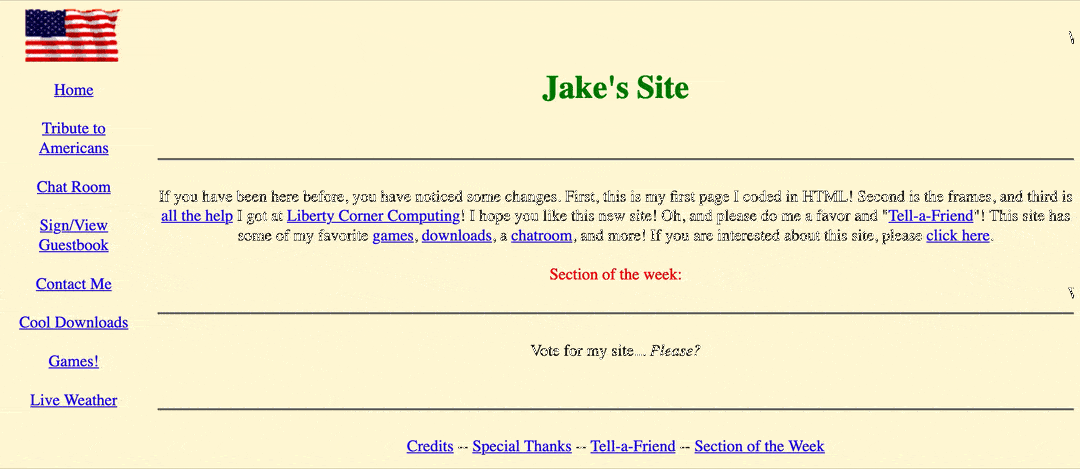 Home
Tribute to
Americans
Chat Room
Sign/View
Guestbook
Contact Me
Cool Downloads
Games!
Live Weather
Jake's Site
If you have been here before, you have noticed some changes. First, this is my first page I coded in HTML! Second is the frames, and third is
all the help I got at Liberty Corner Computing! I hope you like this new site! Oh, and please do me a favor and "Tell-a-Friend"! This site has
some of my favorite games, downloads, a chatroom, and more! If you are interested about this site, please click here.
Section of the week:
Vote for my site.... Please?
Credits -- Special Thanks -- Tell-a-Friend -- Section of the Week